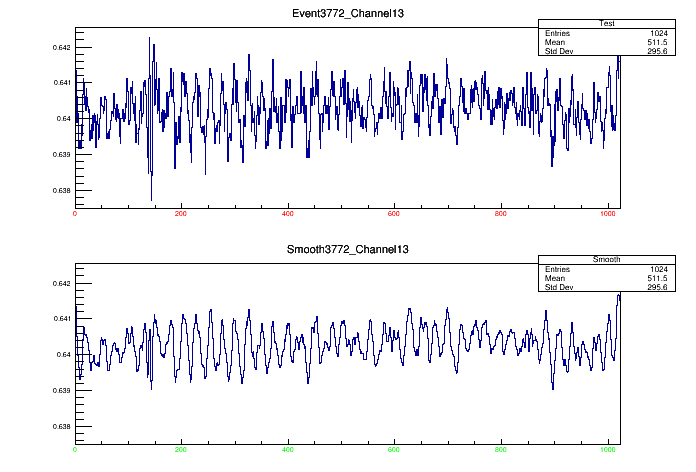 Event3772_Channel13
Test
Entries 1024
Mean 511.5
Std Dev 295.6
0.642
0.641
0.64
0.639
0.638
0 200 400 600 800 1000
Smooth3772_Channel13
Smooth
Entries 1024
Mean 511.5
Std Dev 295.6
0.642
0.641
0.64
0.639
0.638
0 200 400 600 800 1000